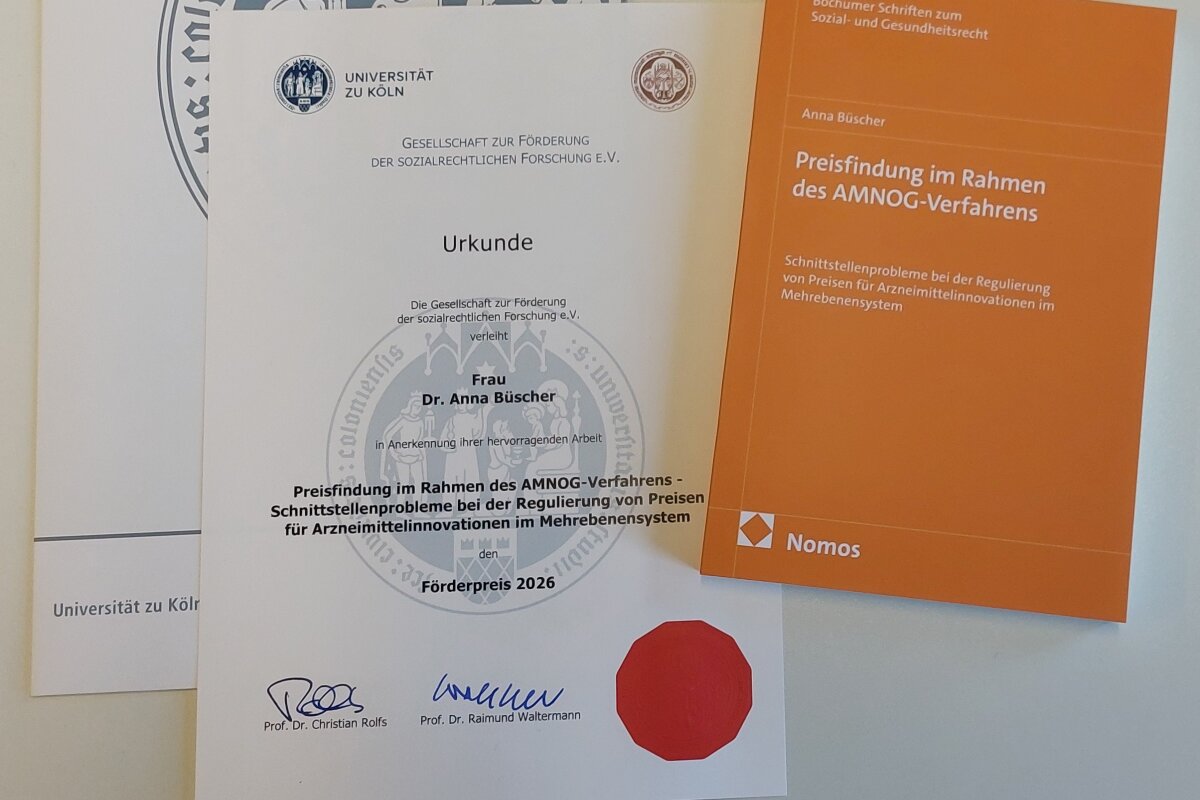 UNIVERSITÄT
ZU KÖLN
GESELLSCHAFT ZUR FÖRDERUNG
DER SOZIALRECHTLICHEN FORSCHUNG E.V.
Urkunde
Die Gesellschaft zur Förderung
der sozialrechtlichen Forschung e.V.
verleiht
Frau
Dr. Anna Büscher
in Anerkennung ihrer hervorragenden Arbeit
Preisfindung im Rahmen des AMNOG-Verfahrens -
Schnittstellenprobleme bei der Regulierung von Preisen
für Arzneimittelinnovationen im Mehrebenensystem
den
Förderpreis 2026
Prof. Dr. Christian Rolfs
Prof. Dr. Raimund Waltermann
Universität zu Köln
Bochumer Schriften zum
Sozial- und Gesundheitsrecht
Anna Büscher
Preisfindung im Rahmen
des AMNOG-Verfahrens
Schnittstellenprobleme bei der Regulierung
von Preisen für Arzneimittelinnovationen im
Mehrebenensystem
Nomos